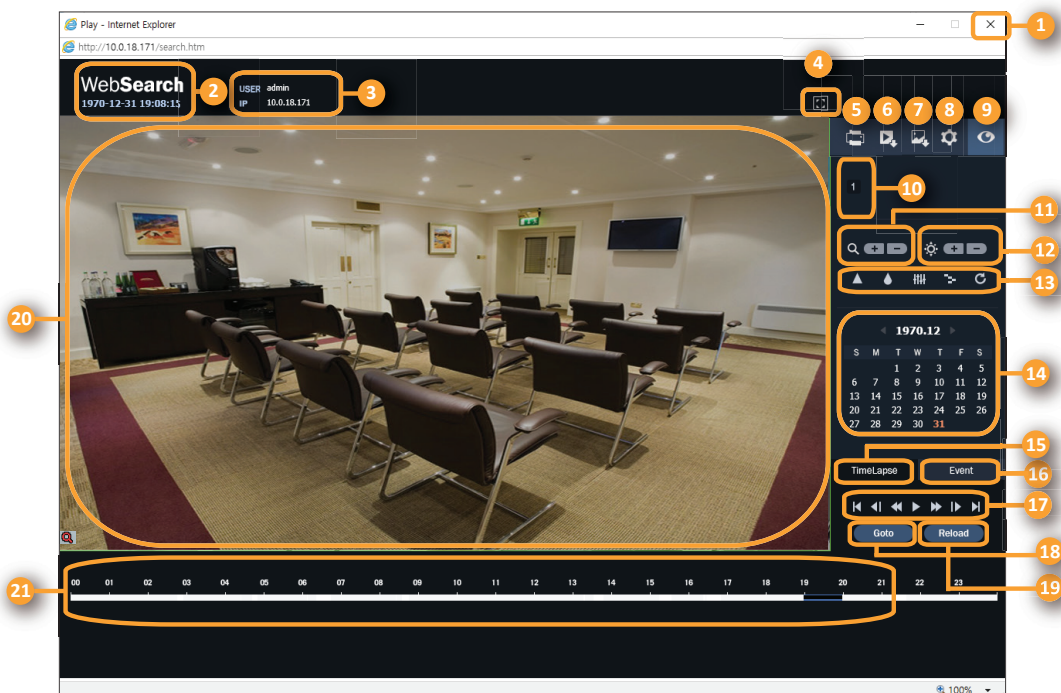 Play - Internet Explorer
1
http://10.0.18.171/search.htm
WebSearch
1970-12-31 19:08:15
2
USER admin
IP 10.0.18.171
3
4
5 6 7 8 9
1
10
11
12
13
1970.12
S M T W T F S
1 2 3 4 5
6 7 8 9 10 11 12
13 14 15 16 17 18 19
20 21 22 23 24 25 26
27 28 29 30 31
14
15
TimeLapse Event
16
17
Goto Reload
18
19
20
21
00 01 02 03 04 05 06 07 08 09 10 11 12 13 14 15 16 17 18 19 20 21 22 23
100%